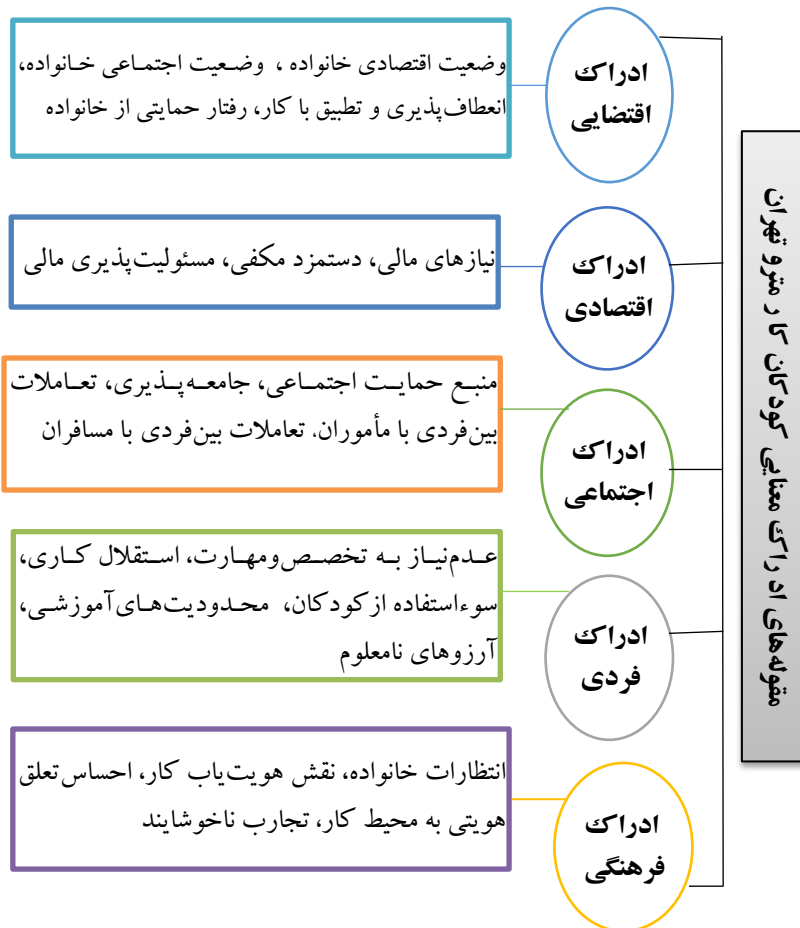 مقوله‌های ادراک معنایی کودکان کار مترو تهران
ادراک
اقتضایی
وضعیت اقتصادی خانواده ، وضعیت اجتماعی خانواده،
انعطاف‌پذیری و تطبیق با کار، رفتار حمایتی از خانواده
ادراک
اقتصادی
نیازهای مالی، دستمزد مکفی، مسئولیت‌پذیری مالی
ادراک
اجتماعی
منبع حمایت اجتماعی، جامعه‌پذیری، تعاملات
بین‌فردی با مأموران. تعاملات بین‌فردی با مسافران
ادراک
فردی
عدم‌نیاز به تخصص‌ومهارت، استقلال کاری،
سوءاستفاده از کودکان، محدودیت‌های آموزشی،
آرزوهای نامعلوم
ادراک
فرهنگی
انتظارات خانواده، نقش هویت‌یاب کار، احساس تعلق
هویتی به محیط کار، تجارب ناخوشایند